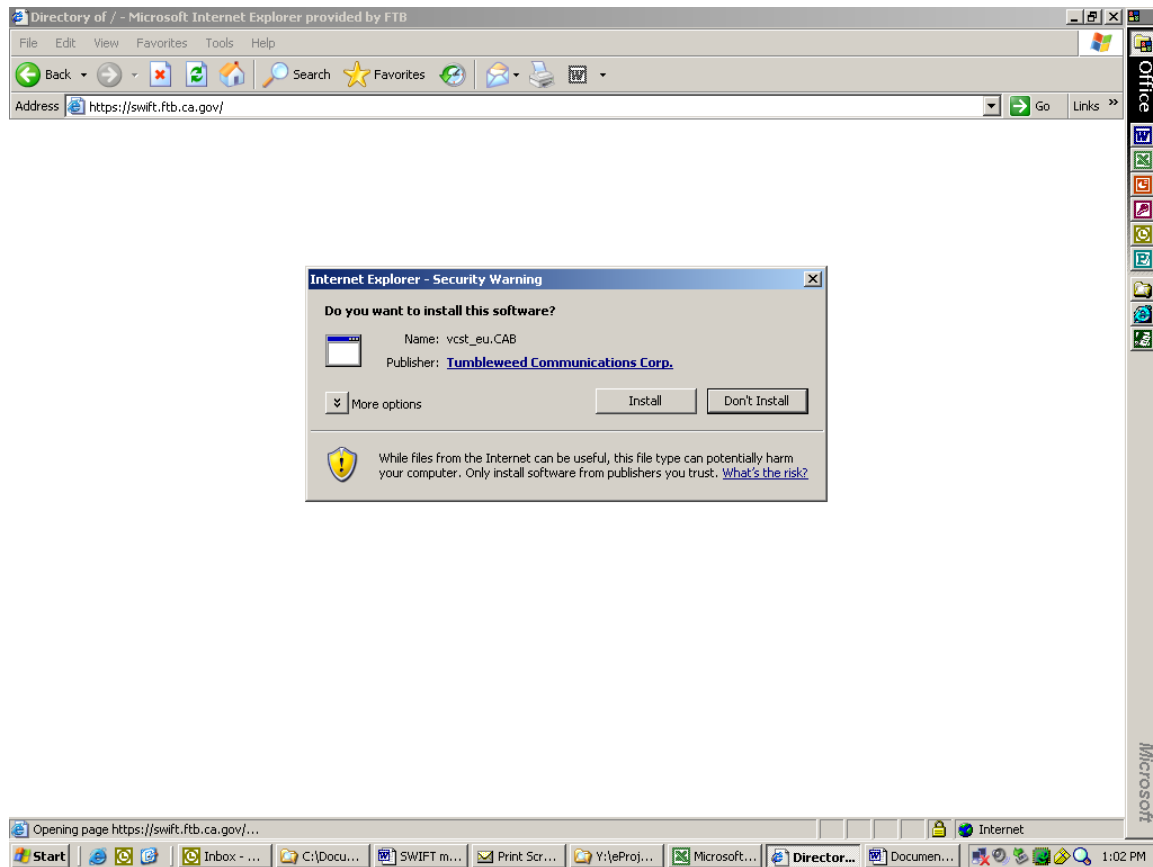 Directory of / - Microsoft Internet Explorer provided by FTB
File Edit View Favorites Tools Help
Back Search Favorites
Address https://swift.ftb.ca.gov/ Go Links »
Office
Internet Explorer - Security Warning
Do you want to install this software?
Name: vcst_eu.CAB
Publisher: Tumbleweed Communications Corp.
More options Install Don't Install
While files from the Internet can be useful, this file type can potentially harm
your computer. Only install software from publishers you trust. What's the risk?
Microsoft
Opening page https://swift.ftb.ca.gov/... Internet
Start Inbox - ... C:\Docu... SWIFT m... Print Scr... Y:\eProj... Microsoft... Director... Documen... 1:02 PM